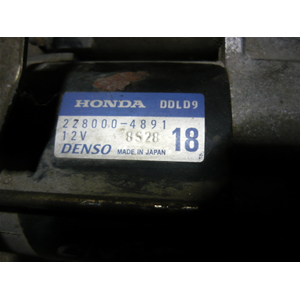 HONDA DDLD9
228000-4891
12V 8S28 18
DENSO MADE IN JAPAN